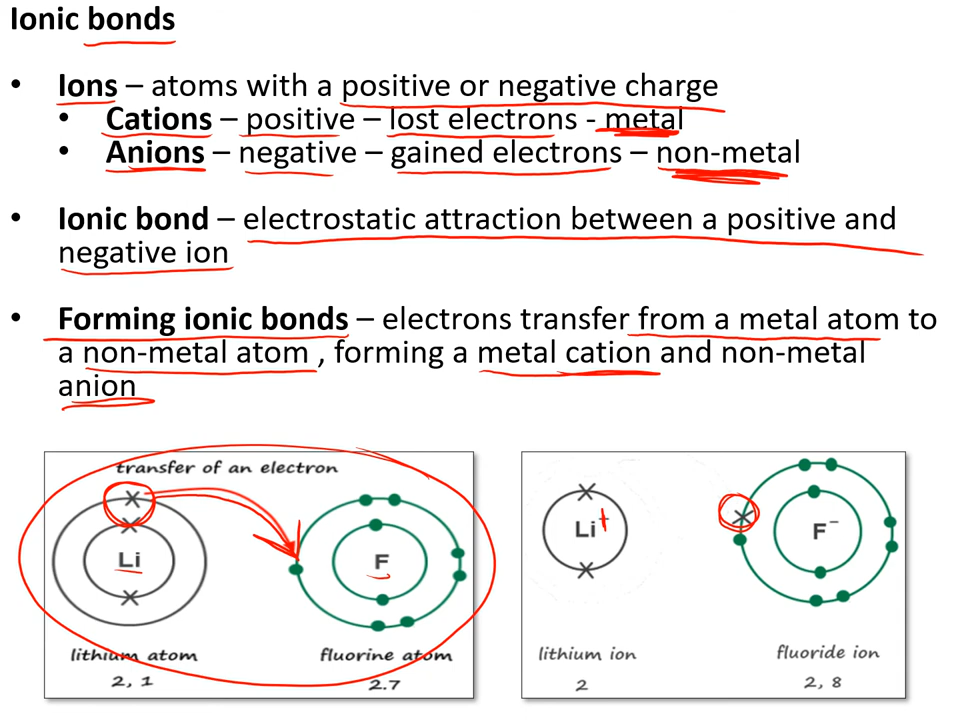 Ionic bonds
• Ions – atoms with a positive or negative charge
• Cations – positive – lost electrons - metal
• Anions – negative – gained electrons – non-metal
• Ionic bond – electrostatic attraction between a positive and
negative ion
• Forming ionic bonds – electrons transfer from a metal atom to
a non-metal atom , forming a metal cation and non-metal
anion
transfer of an electron
Li
F
lithium atom
fluorine atom
2, 1
2.7
Li+
F⁻
lithium ion
fluoride ion
2
2, 8